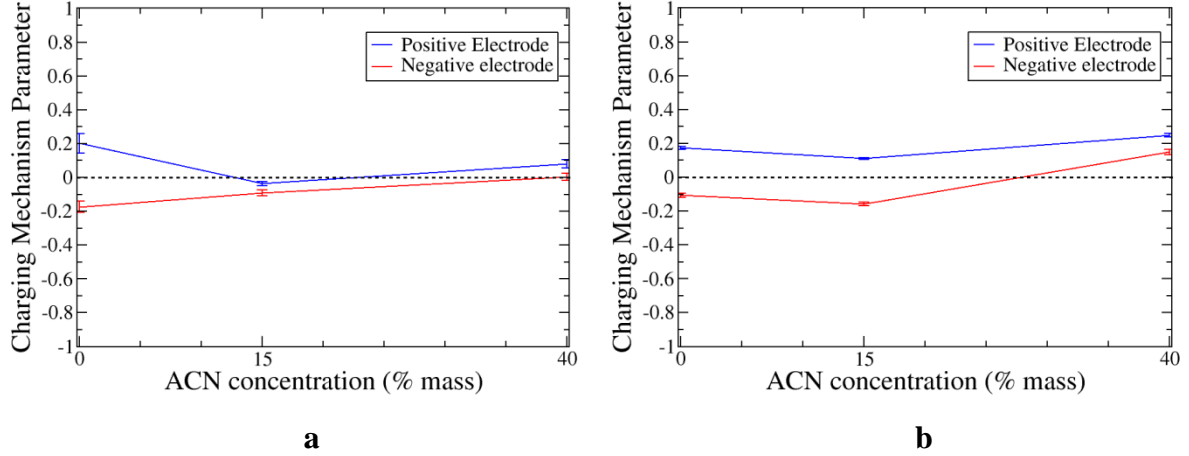 Charging Mechanism Parameter
1
0.8
0.6
0.4
0.2
0
-0.2
-0.4
-0.6
-0.8
-1
Positive Electrode
Negative electrode
0 15 40
ACN concentration (% mass)
a
Charging Mechanism Parameter
1
0.8
0.6
0.4
0.2
0
-0.2
-0.4
-0.6
-0.8
-1
Positive Electrode
Negative electrode
0 15 40
ACN concentration (% mass)
b